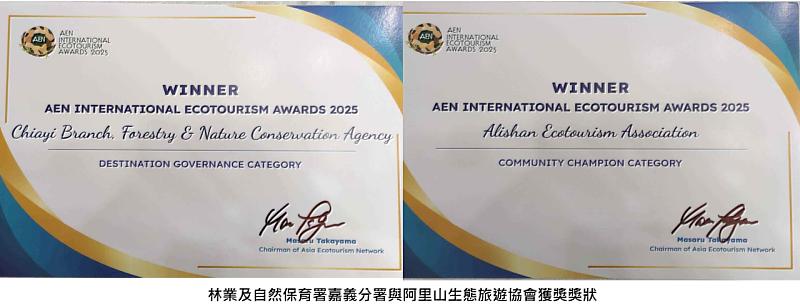 AEN
AEN
INTERNATIONAL
ECOTOURISM
AWARDS 2025
WINNER
AEN INTERNATIONAL ECOTOURISM AWARDS 2025
Chiayi Branch, Forestry & Nature Conservation Agency
DESTINATION GOVERNANCE CATEGORY
Masaru Takayama
Chairman of Asia Ecotourism Network
AEN
AEN
INTERNATIONAL
ECOTOURISM
AWARDS 2025
WINNER
AEN INTERNATIONAL ECOTOURISM AWARDS 2025
Alishan Ecotourism Association
COMMUNITY CHAMPION CATEGORY
Masaru Takayama
Chairman of Asia Ecotourism Network
林業及自然保育署嘉義分署與阿里山生態旅遊協會獲獎獎狀